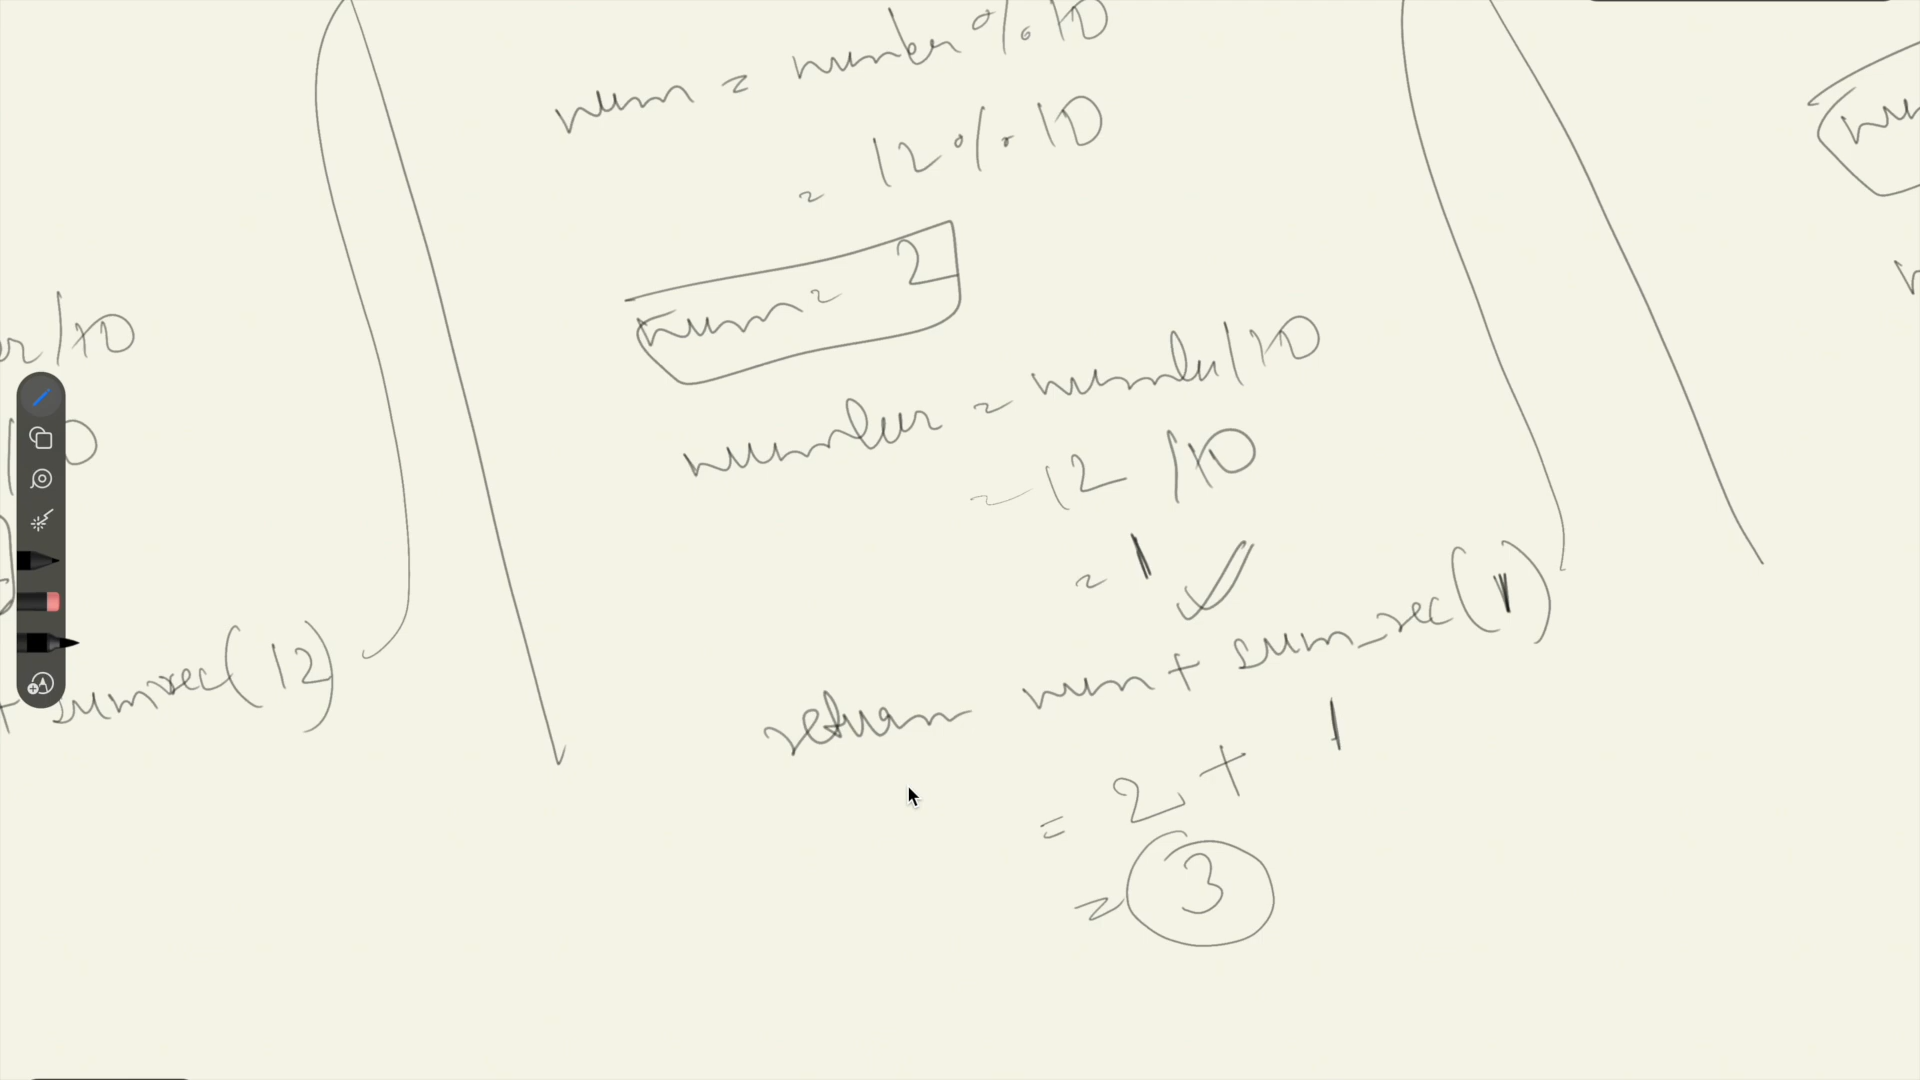 num = number % 10
= 12 % 10
num = 2
number = number/10
= 12 /10
= 1
return num + sum_rec(1)
= 2 + 1
= 3
/10
sumrec(12)